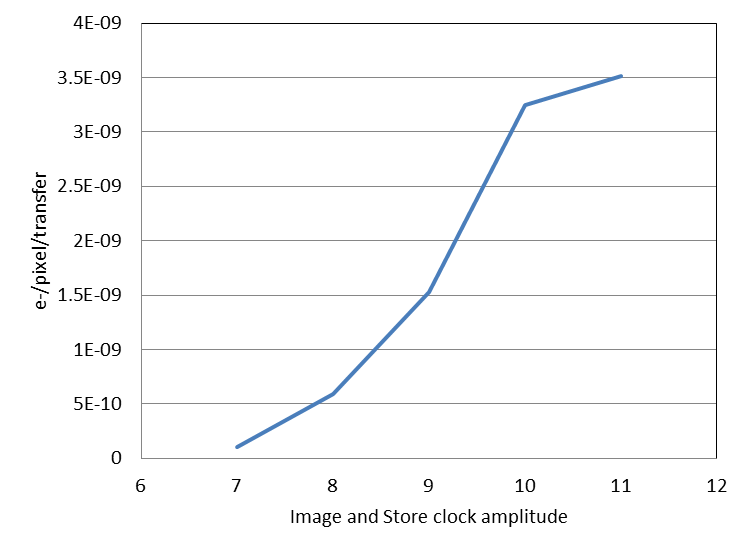 4E-09
3.5E-09
3E-09
2.5E-09
2E-09
1.5E-09
1E-09
5E-10
0
e-/pixel/transfer
6 7 8 9 10 11 12
Image and Store clock amplitude